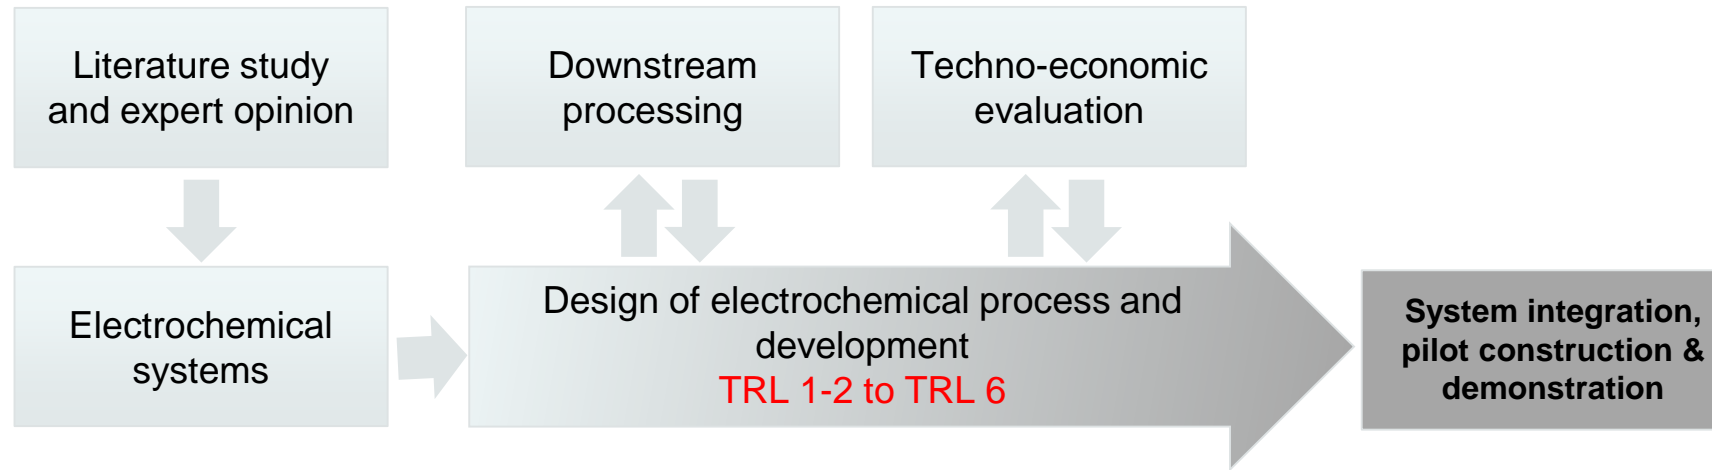 Literature study
and expert opinion
Downstream
processing
Techno-economic
evaluation
Electrochemical
systems
Design of electrochemical process and
development
TRL 1-2 to TRL 6
System integration,
pilot construction &
demonstration